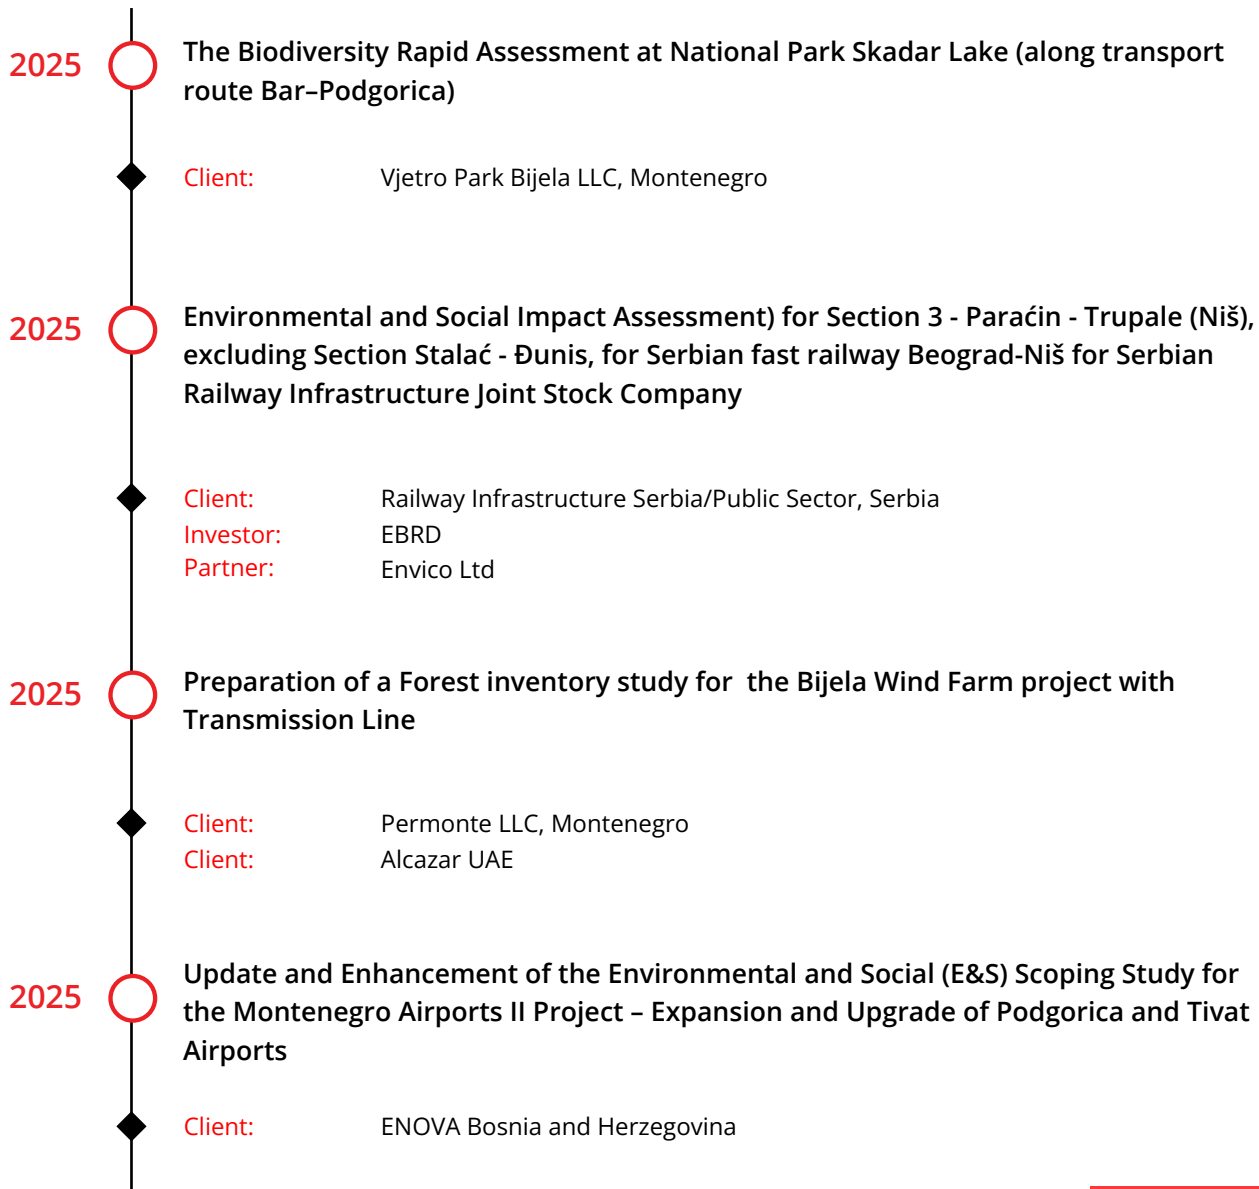 2025
The Biodiversity Rapid Assessment at National Park Skadar Lake (along transport
route Bar–Podgorica)
Client: Vjetro Park Bijela LLC, Montenegro
2025
Environmental and Social Impact Assessment) for Section 3 - Paraćin - Trupale (Niš),
excluding Section Stalać - Đunis, for Serbian fast railway Beograd-Niš for Serbian
Railway Infrastructure Joint Stock Company
Client: Railway Infrastructure Serbia/Public Sector, Serbia
Investor: EBRD
Partner: Envico Ltd
2025
Preparation of a Forest inventory study for  the Bijela Wind Farm project with
Transmission Line
Client: Permonte LLC, Montenegro
Client: Alcazar UAE
2025
Update and Enhancement of the Environmental and Social (E&S) Scoping Study for
the Montenegro Airports II Project – Expansion and Upgrade of Podgorica and Tivat
Airports
Client: ENOVA Bosnia and Herzegovina